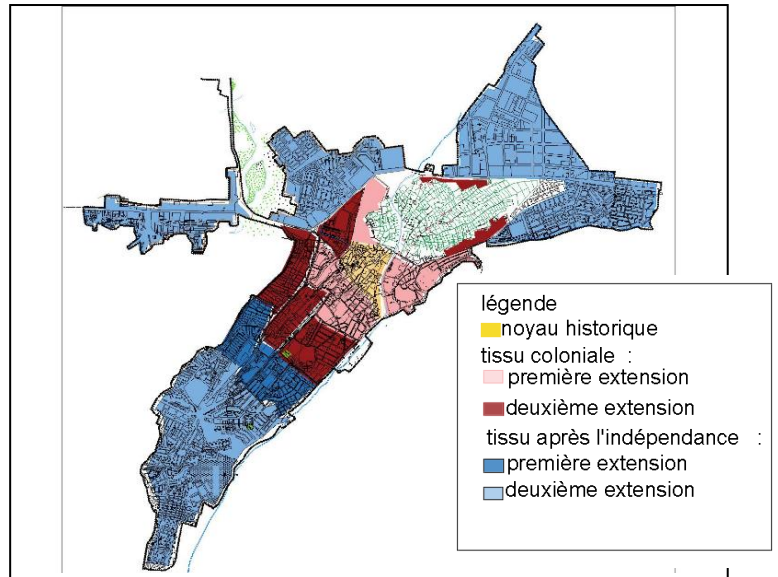 légende
noyau historique
tissu coloniale :
première extension
deuxième extension
tissu après l'indépendance :
première extension
deuxième extension